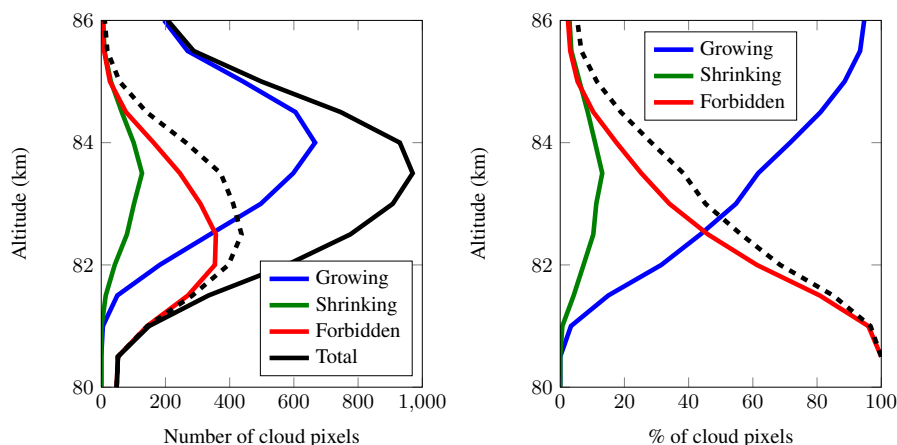 86
84
82
80
0
200
400
600
800
1,000
Altitude (km)
Number of cloud pixels
Growing
Shrinking
Forbidden
Total
86
84
82
80
0
20
40
60
80
100
Altitude (km)
% of cloud pixels
Growing
Shrinking
Forbidden